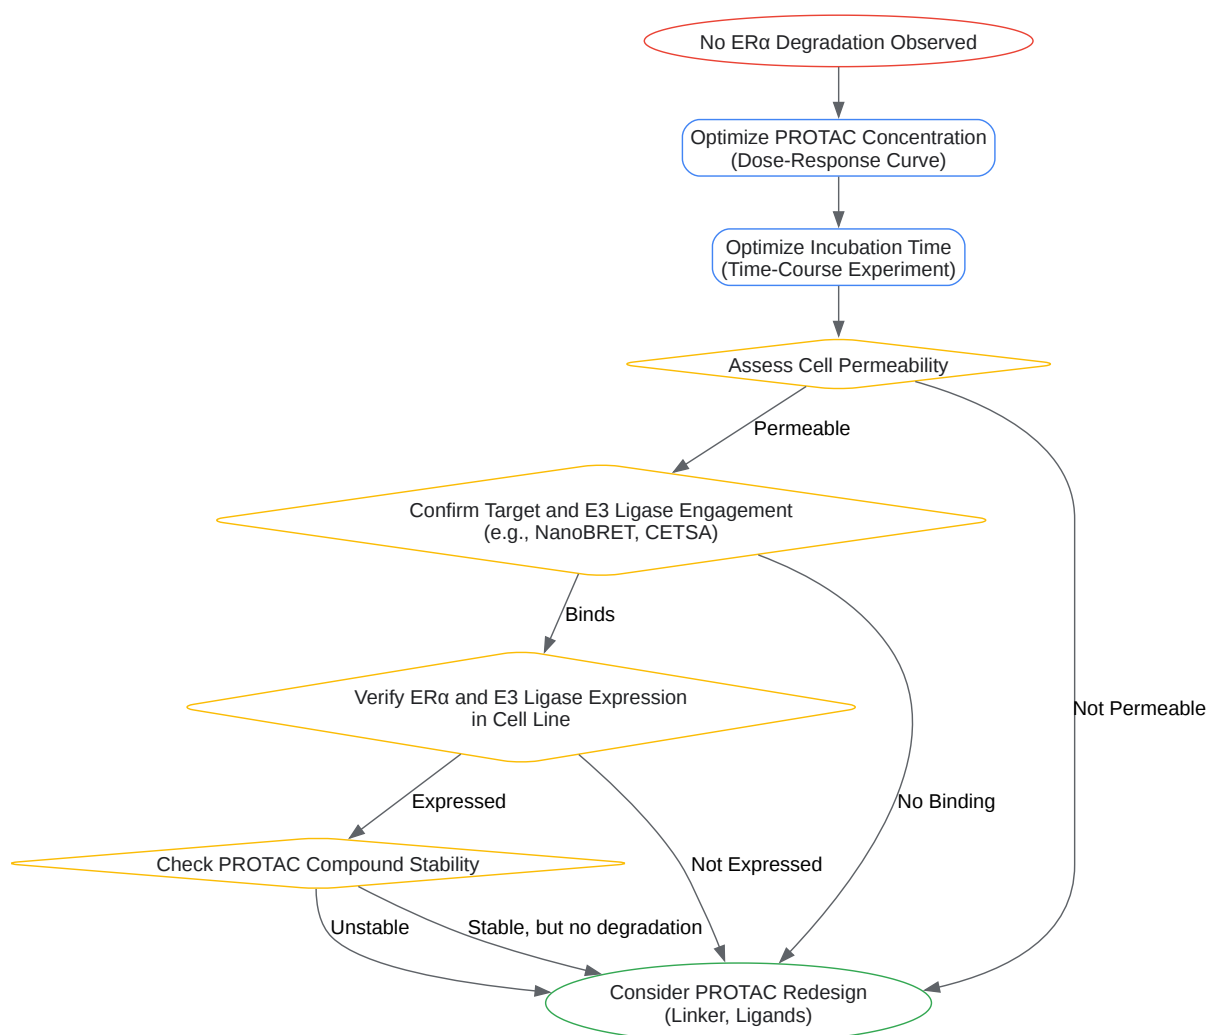 No ERα Degradation Observed
Optimize PROTAC Concentration
(Dose-Response Curve)
Optimize Incubation Time
(Time-Course Experiment)
Assess Cell Permeability
Permeable
Confirm Target and E3 Ligase Engagement
(e.g., NanoBRET, CETSA)
Binds
Verify ERα and E3 Ligase Expression
in Cell Line
Not Permeable
Expressed
No Binding
Check PROTAC Compound Stability
Not Expressed
Unstable
Stable, but no degradation
Consider PROTAC Redesign
(Linker, Ligands)